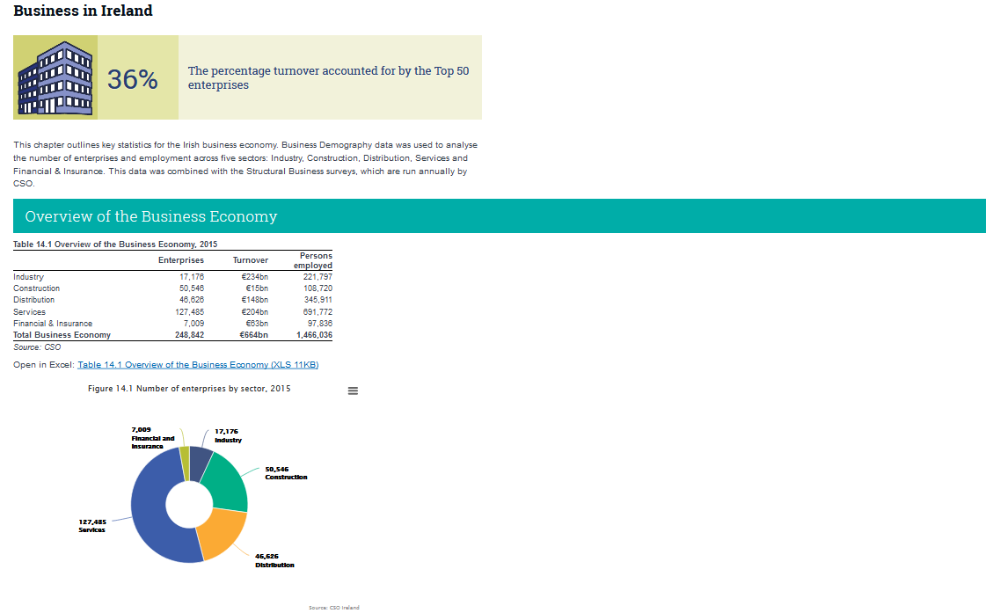 Business in Ireland
36%
The percentage turnover accounted for by the Top 50
enterprises
This chapter outlines key statistics for the Irish business economy. Business Demography data was used to analyse
the number of enterprises and employment across five sectors: Industry, Construction, Distribution, Services and
Financial & Insurance. This data was combined with the Structural Business surveys, which are run annually by
CSO.
Overview of the Business Economy
Table 14.1 Overview of the Business Economy, 2015
Enterprises Turnover Persons
employed
Industry 17,176 €234bn 221,797
Construction 50,546 €15bn 108,720
Distribution 46,626 €148bn 345,911
Services 127,485 €204bn 691,772
Financial & Insurance 7,009 €63bn 97,836
Total Business Economy 248,842 €664bn 1,466,036
Source: CSO
Open in Excel: Table 14.1 Overview of the Business Economy (XLS 11KB)
Figure 14.1 Number of enterprises by sector, 2015
7,009
Financial and
Insurance
17,176
Industry
50,546
Construction
127,485
Services
46,626
Distribution
Source: CSO Ireland